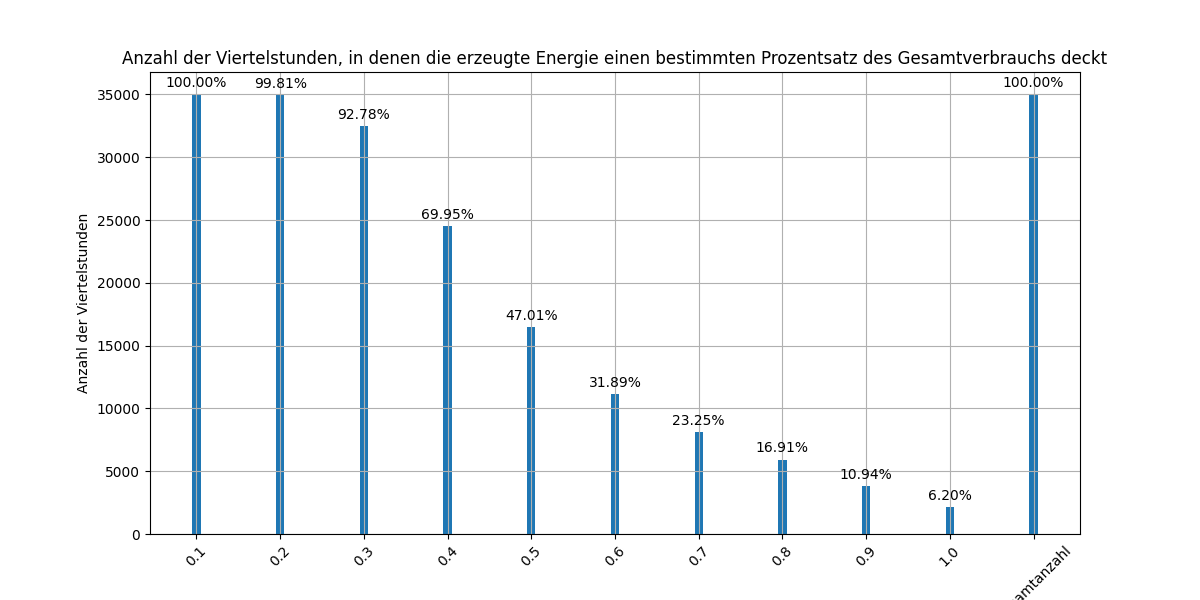 Anzahl der Viertelstunden, in denen die erzeugte Energie einen bestimmten Prozentsatz des Gesamtverbrauchs deckt
100.00% 99.81% 92.78% 69.95% 47.01% 31.89% 23.25% 16.91% 10.94% 6.20% 100.00%
Anzahl der Viertelstunden
35000
30000
25000
20000
15000
10000
5000
0
0.1 0.2 0.3 0.4 0.5 0.6 0.7 0.8 0.9 1.0